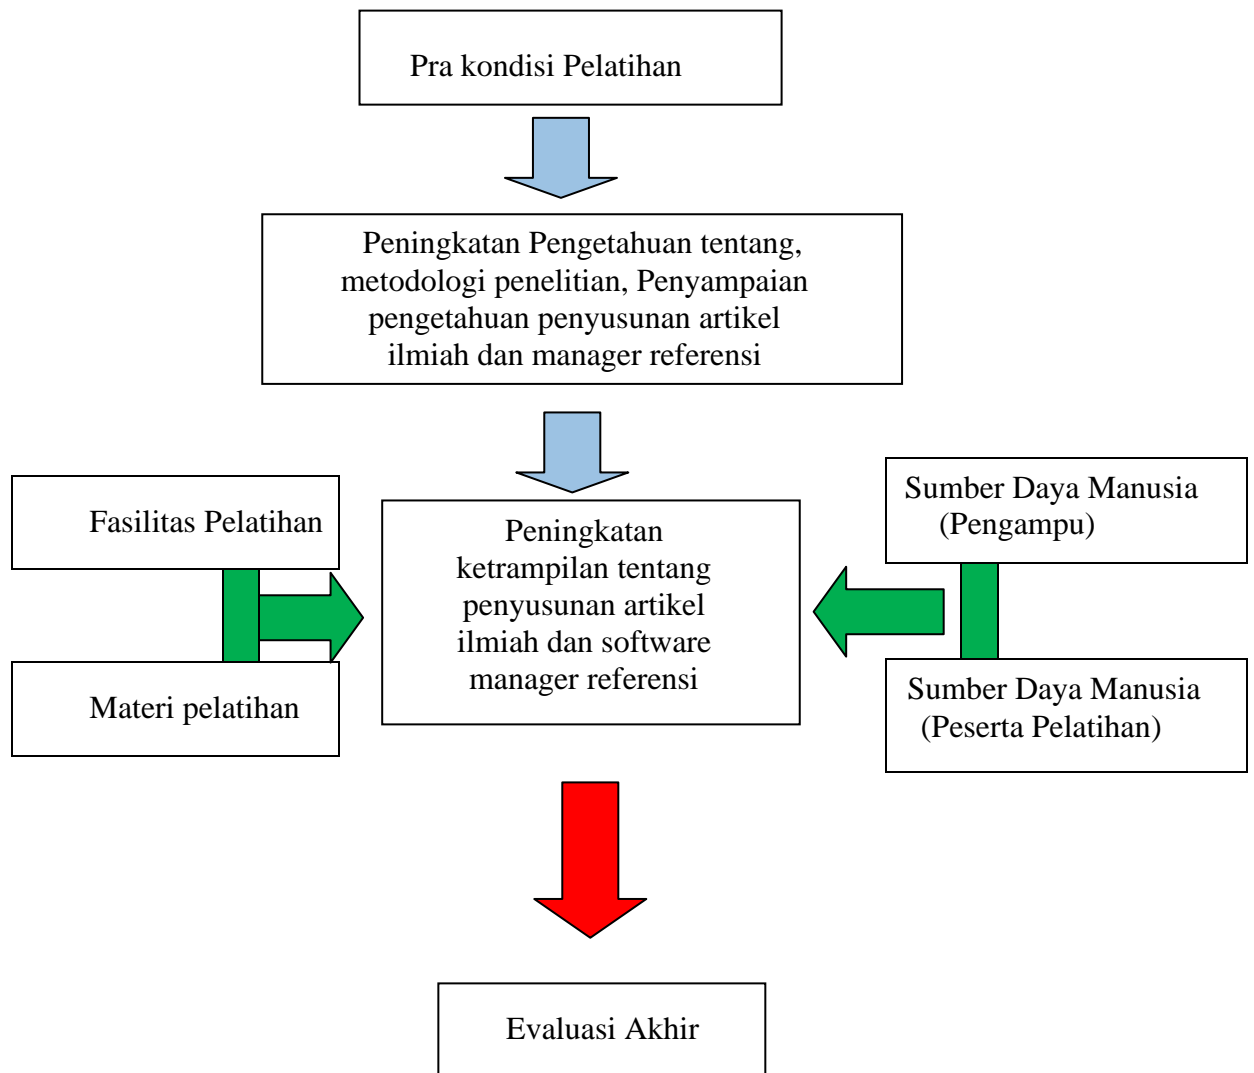 Pra kondisi Pelatihan
Peningkatan Pengetahuan tentang,
metodologi penelitian, Penyampaian
pengetahuan penyusunan artikel
ilmiah dan manager referensi
Fasilitas Pelatihan
Materi pelatihan
Peningkatan
ketrampilan tentang
penyusunan artikel
ilmiah dan software
manager referensi
Sumber Daya Manusia
(Pengampu)
Sumber Daya Manusia
(Peserta Pelatihan)
Evaluasi Akhir